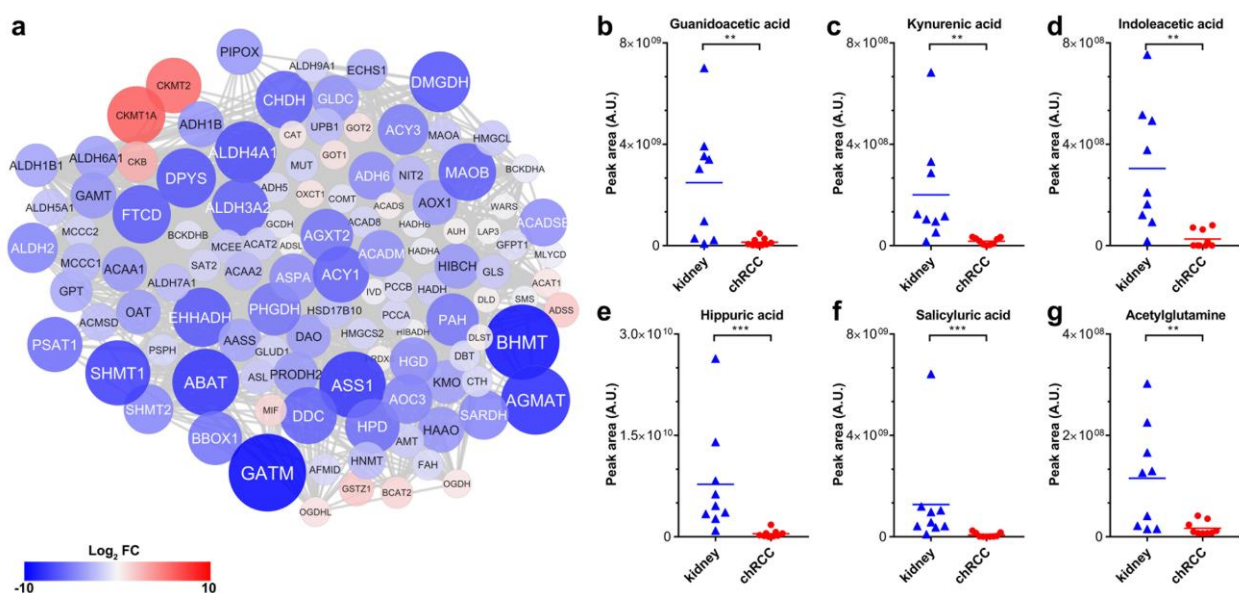 a
PIPOX
ALDH9A1
ECHS1
DMGDH
CKMT2
CHDH
GLDC
CKMT1A
ADH1B
CAT
UPB1
GOT2
ACY3
MAOA
HMGCL
ALDH1B1
ALDH6A1
CKB
ALDH4A1
MUT
GOT1
ADH6
NIT2
MAOB
BCKDHA
GAMT
DPYS
ADH5
OXCT1
COMT
ACADS
AOX1
WARS
ALDH5A1
FTCD
ALDH3A2
GCDH
ACAD8
HADHB
AUH
LAP3
ACADSB
MCCC2
BCKDHB
MCEE
ACAT2
ADSL
AGXT2
HADHA
GFPT1
ALDH2
MCCC1
ACAA1
SAT2
ACAA2
ASPA
ACY1
ACADM
HIBCH
GLS
MLYCD
GPT
ALDH7A1
IVD
PCCB
HADH
DLD
SMS
ACAT1
ACMSD
OAT
EHHADH
PHGDH
HSD17B10
PCCA
PAH
ADSS
PSAT1
PSPH
AASS
GLUD1
DAO
HMGCS2
HIBADH
DLST
BHMT
SHMT1
ABAT
ASL
PRODH2
ASS1
HGD
DBT
KMO
CTH
AGMAT
SHMT2
MIF
AOC3
SARDH
BBOX1
DDC
HPD
AMT
HAAO
GATM
AFMID
HNMT
FAH
GSTZ1
BCAT2
OGDH
OGDHL
Log2 FC
-10
10
b
Guanidoacetic acid
**
Peak area (A.U.)
8×10^09
4×10^09
0
kidney
chRCC
c
Kynurenic acid
**
Peak area (A.U.)
8×10^08
4×10^08
0
kidney
chRCC
d
Indoleacetic acid
**
Peak area (A.U.)
8×10^08
4×10^08
0
kidney
chRCC
e
Hippuric acid
***
Peak area (A.U.)
3.0×10^10
1.5×10^10
0
kidney
chRCC
f
Salicyluric acid
***
Peak area (A.U.)
8×10^09
4×10^09
0
kidney
chRCC
g
Acetylglutamine
**
Peak area (A.U.)
4×10^08
2×10^08
0
kidney
chRCC